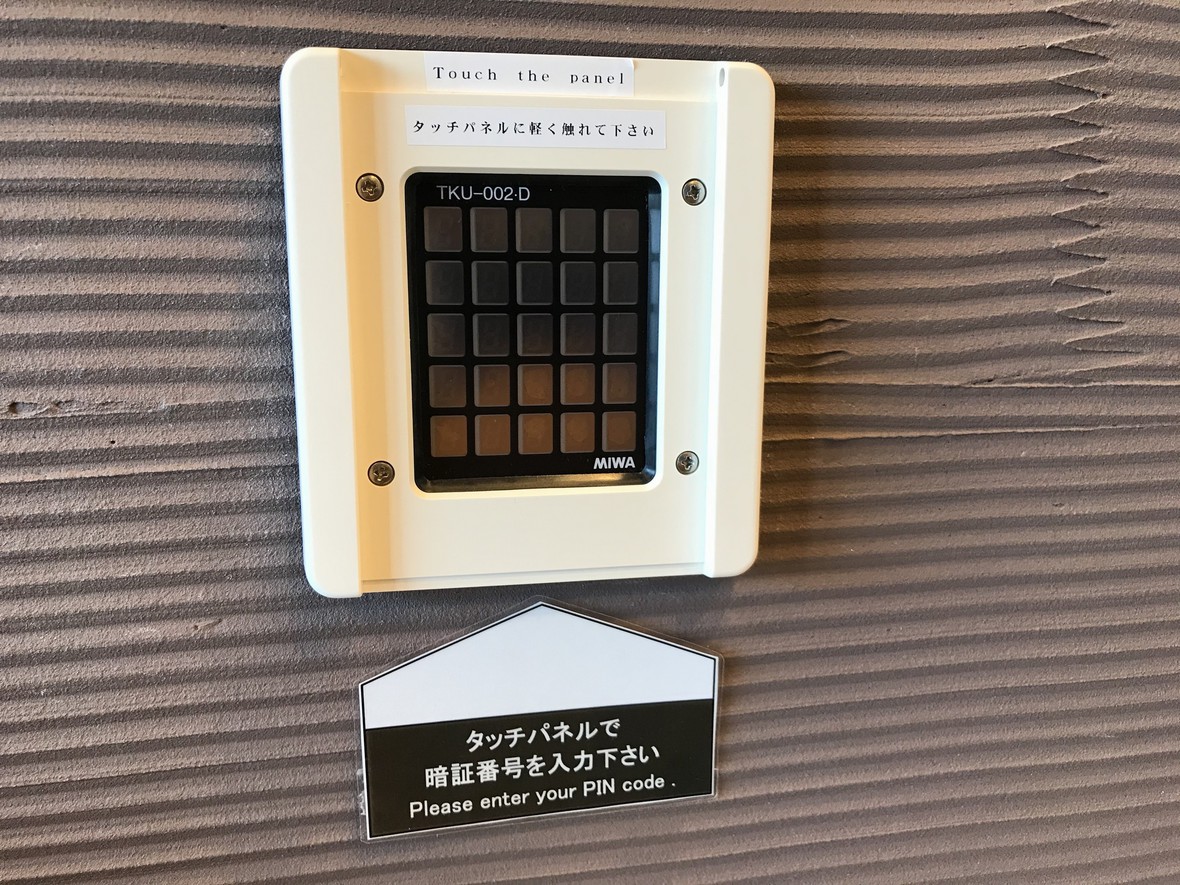 Touch the panel
タッチパネルに軽く触れて下さい
TKU-002·D
MIWA
タッチパネルで
暗証番号を入力下さい
Please enter your PIN code .